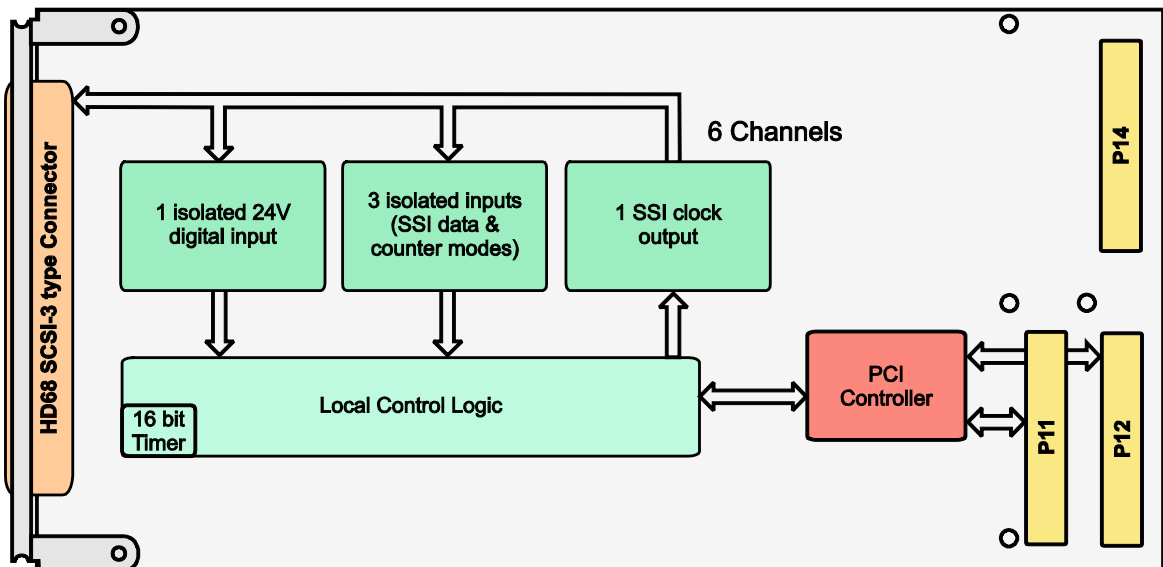 HD68 SCSI-3 type Connector
6 Channels
1 isolated 24V
digital input
3 isolated inputs
(SSI data &
counter modes)
1 SSI clock
output
Local Control Logic
16 bit
Timer
PCI
Controller
P14
P11
P12